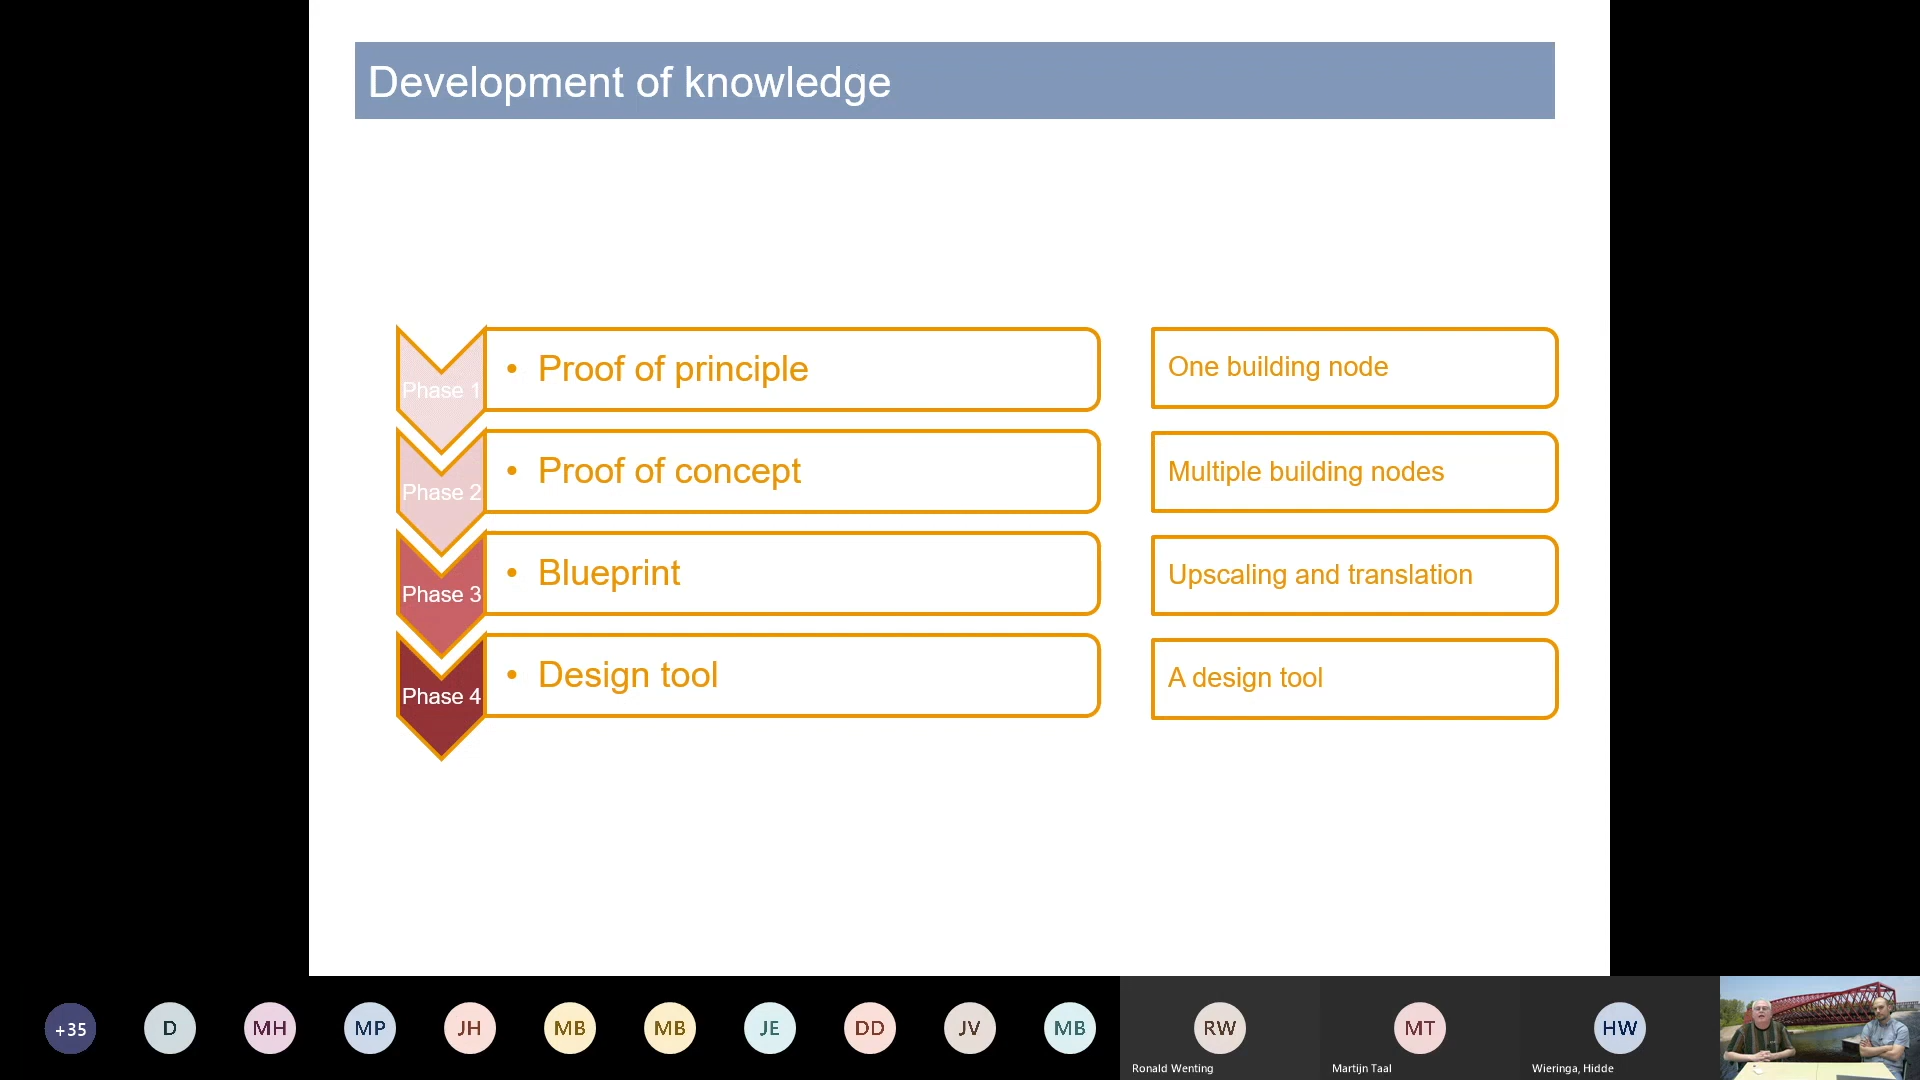 Development of knowledge
Phase 1
• Proof of principle
One building node
Phase 2
• Proof of concept
Multiple building nodes
Phase 3
• Blueprint
Upscaling and translation
Phase 4
• Design tool
A design tool
+35
D
MH
MP
JH
MB
MB
JE
DD
JV
MB
RW
MT
HW
Ronald Wenting
Martijn Taal
Wieringa, Hidde